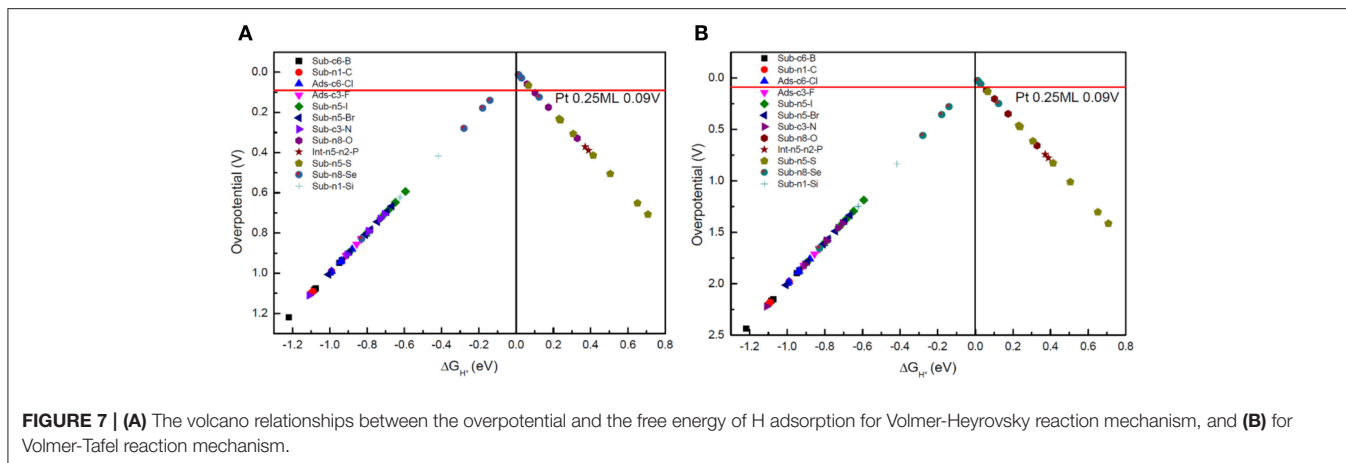 A
Sub-c6-B
Sub-n1-C
Ads-c6-Cl
Ads-c3-F
Sub-n5-I
Sub-n5-Br
Sub-c3-N
Sub-n8-O
Int-n5-n2-P
Sub-n5-S
Sub-n8-Se
Sub-n1-Si
Pt 0.25ML 0.09V
Overpotential (V)
0.0
0.2
0.4
0.6
0.8
1.0
1.2
-1.2 -1.0 -0.8 -0.6 -0.4 -0.2 0.0 0.2 0.4 0.6 0.8
ΔG_H* (eV)
B
Sub-c6-B
Sub-n1-C
Ads-c6-Cl
Ads-c3-F
Sub-n5-I
Sub-n5-Br
Sub-c3-N
Sub-n8-O
Int-n5-n2-P
Sub-n5-S
Sub-n8-Se
Sub-n1-Si
Pt 0.25ML 0.09V
Overpotential (V)
0.0
0.5
1.0
1.5
2.0
2.5
-1.2 -1.0 -0.8 -0.6 -0.4 -0.2 0.0 0.2 0.4 0.6 0.8
ΔG_H* (eV)
FIGURE 7 | (A) The volcano relationships between the overpotential and the free energy of H adsorption for Volmer-Heyrovsky reaction mechanism, and (B) for
Volmer-Tafel reaction mechanism.